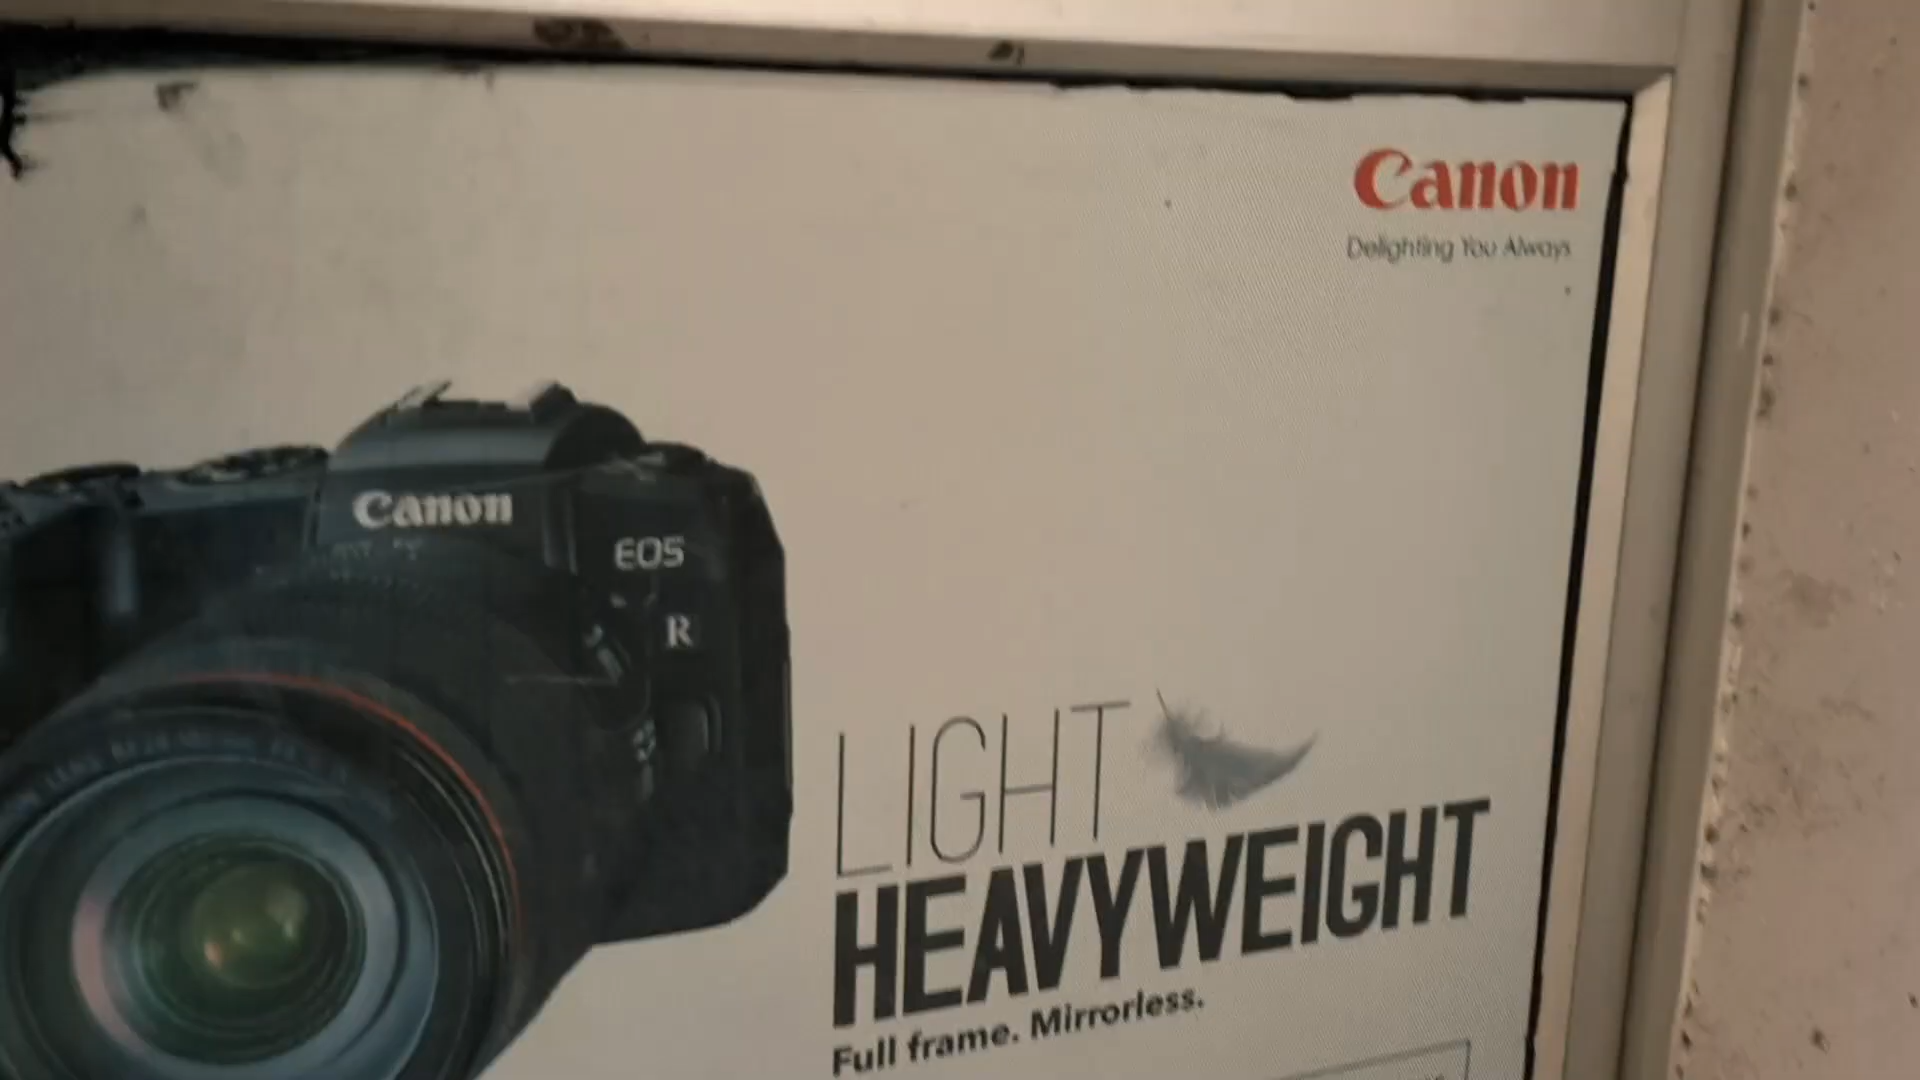 Canon
Delighting You Always
Canon
EOS
R
LIGHT
HEAVYWEIGHT
Full frame. Mirrorless.